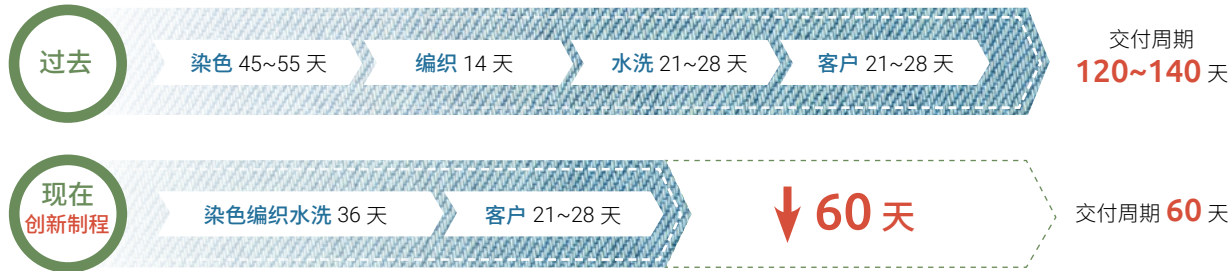 过去
染色 45~55 天
编织 14 天
水洗 21~28 天
客户 21~28 天
交付周期
120~140 天
现在
创新制程
染色编织水洗 36 天
客户 21~28 天
60 天
交付周期 60 天